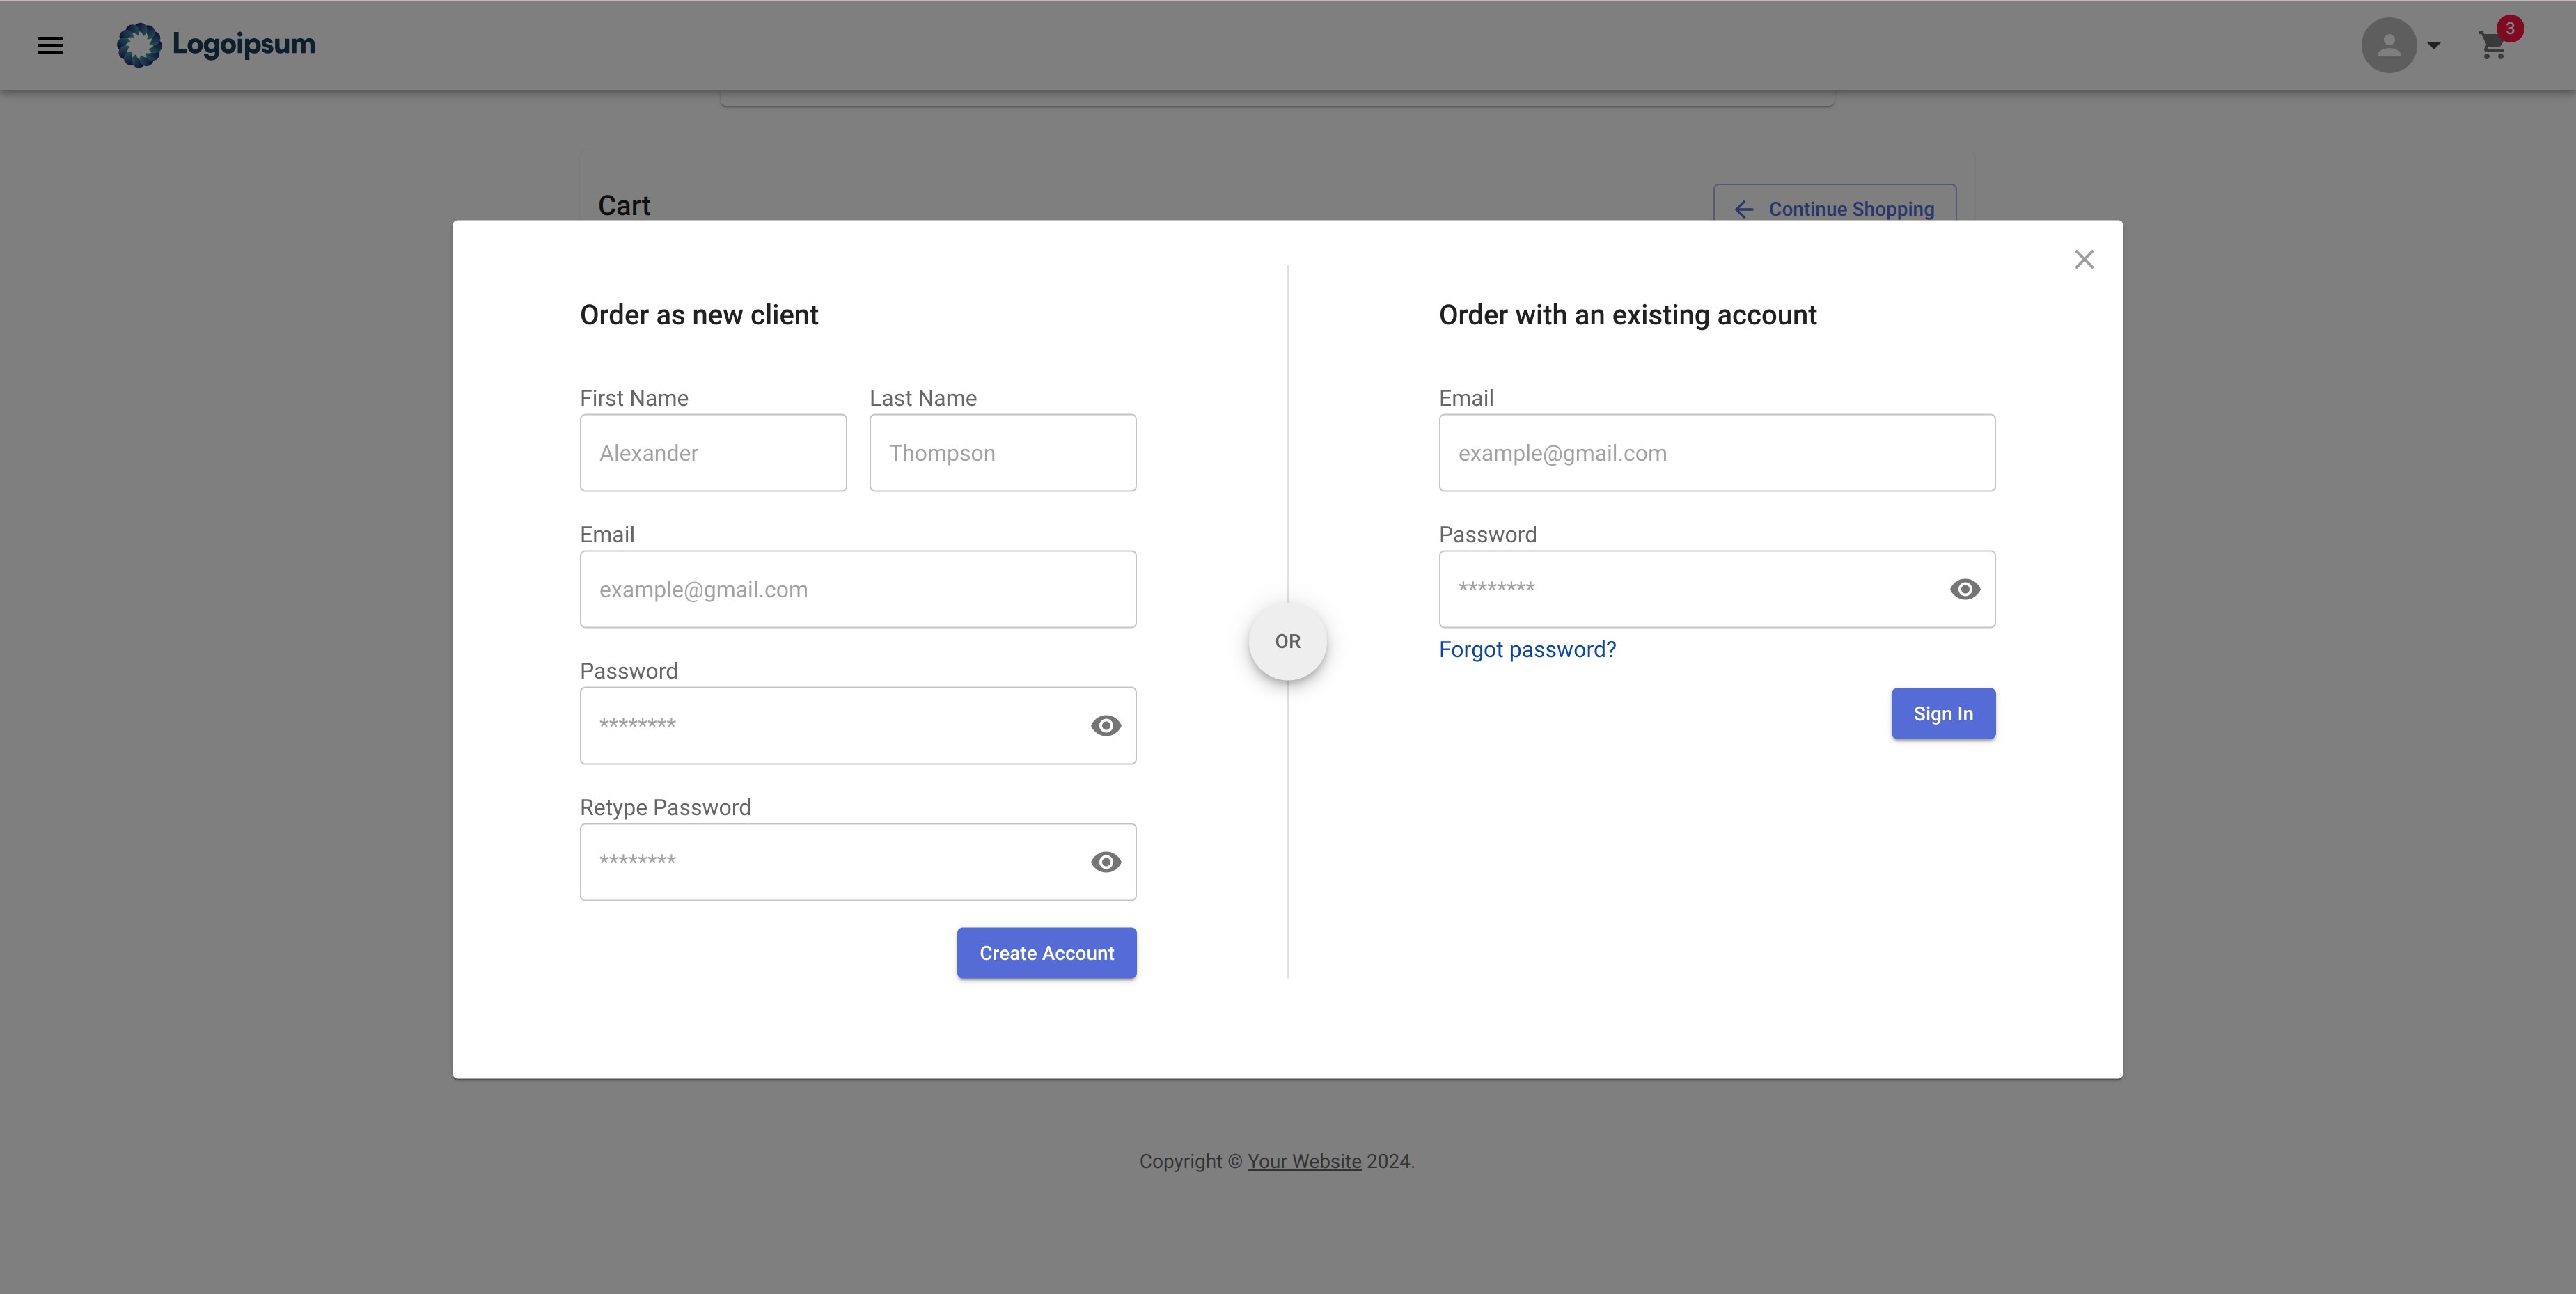 Logoipsum
3
Cart
Continue Shopping
Order as new client
First Name
Last Name
Alexander
Thompson
Email
example@gmail.com
Password
********
Retype Password
********
Create Account
OR
Order with an existing account
Email
example@gmail.com
Password
********
Forgot password?
Sign In
Copyright © Your Website 2024.